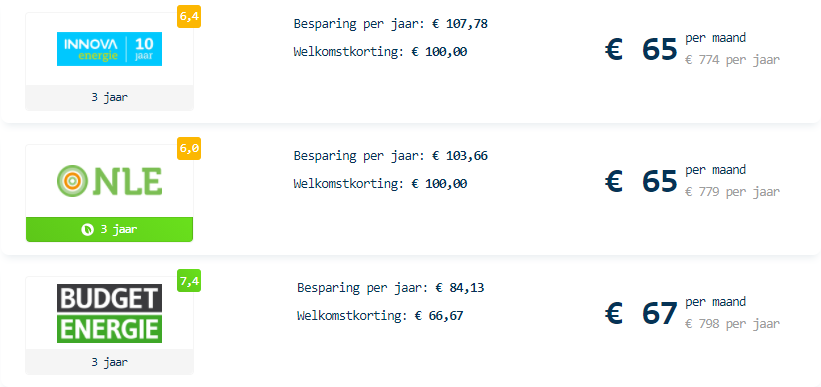 6,4
INNOVA 10
energie jaar
3 jaar
Besparing per jaar: € 107,78
Welkomstkorting: € 100,00
€ 65 per maand
€ 774 per jaar
6,0
NLE
3 jaar
Besparing per jaar: € 103,66
Welkomstkorting: € 100,00
€ 65 per maand
€ 779 per jaar
7,4
BUDGET
ENERGIE
3 jaar
Besparing per jaar: € 84,13
Welkomstkorting: € 66,67
€ 67 per maand
€ 798 per jaar